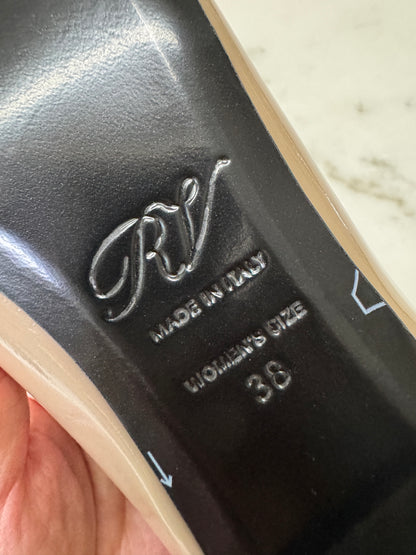 RV
MADE IN ITALY
WOMEN'S SIZE
38